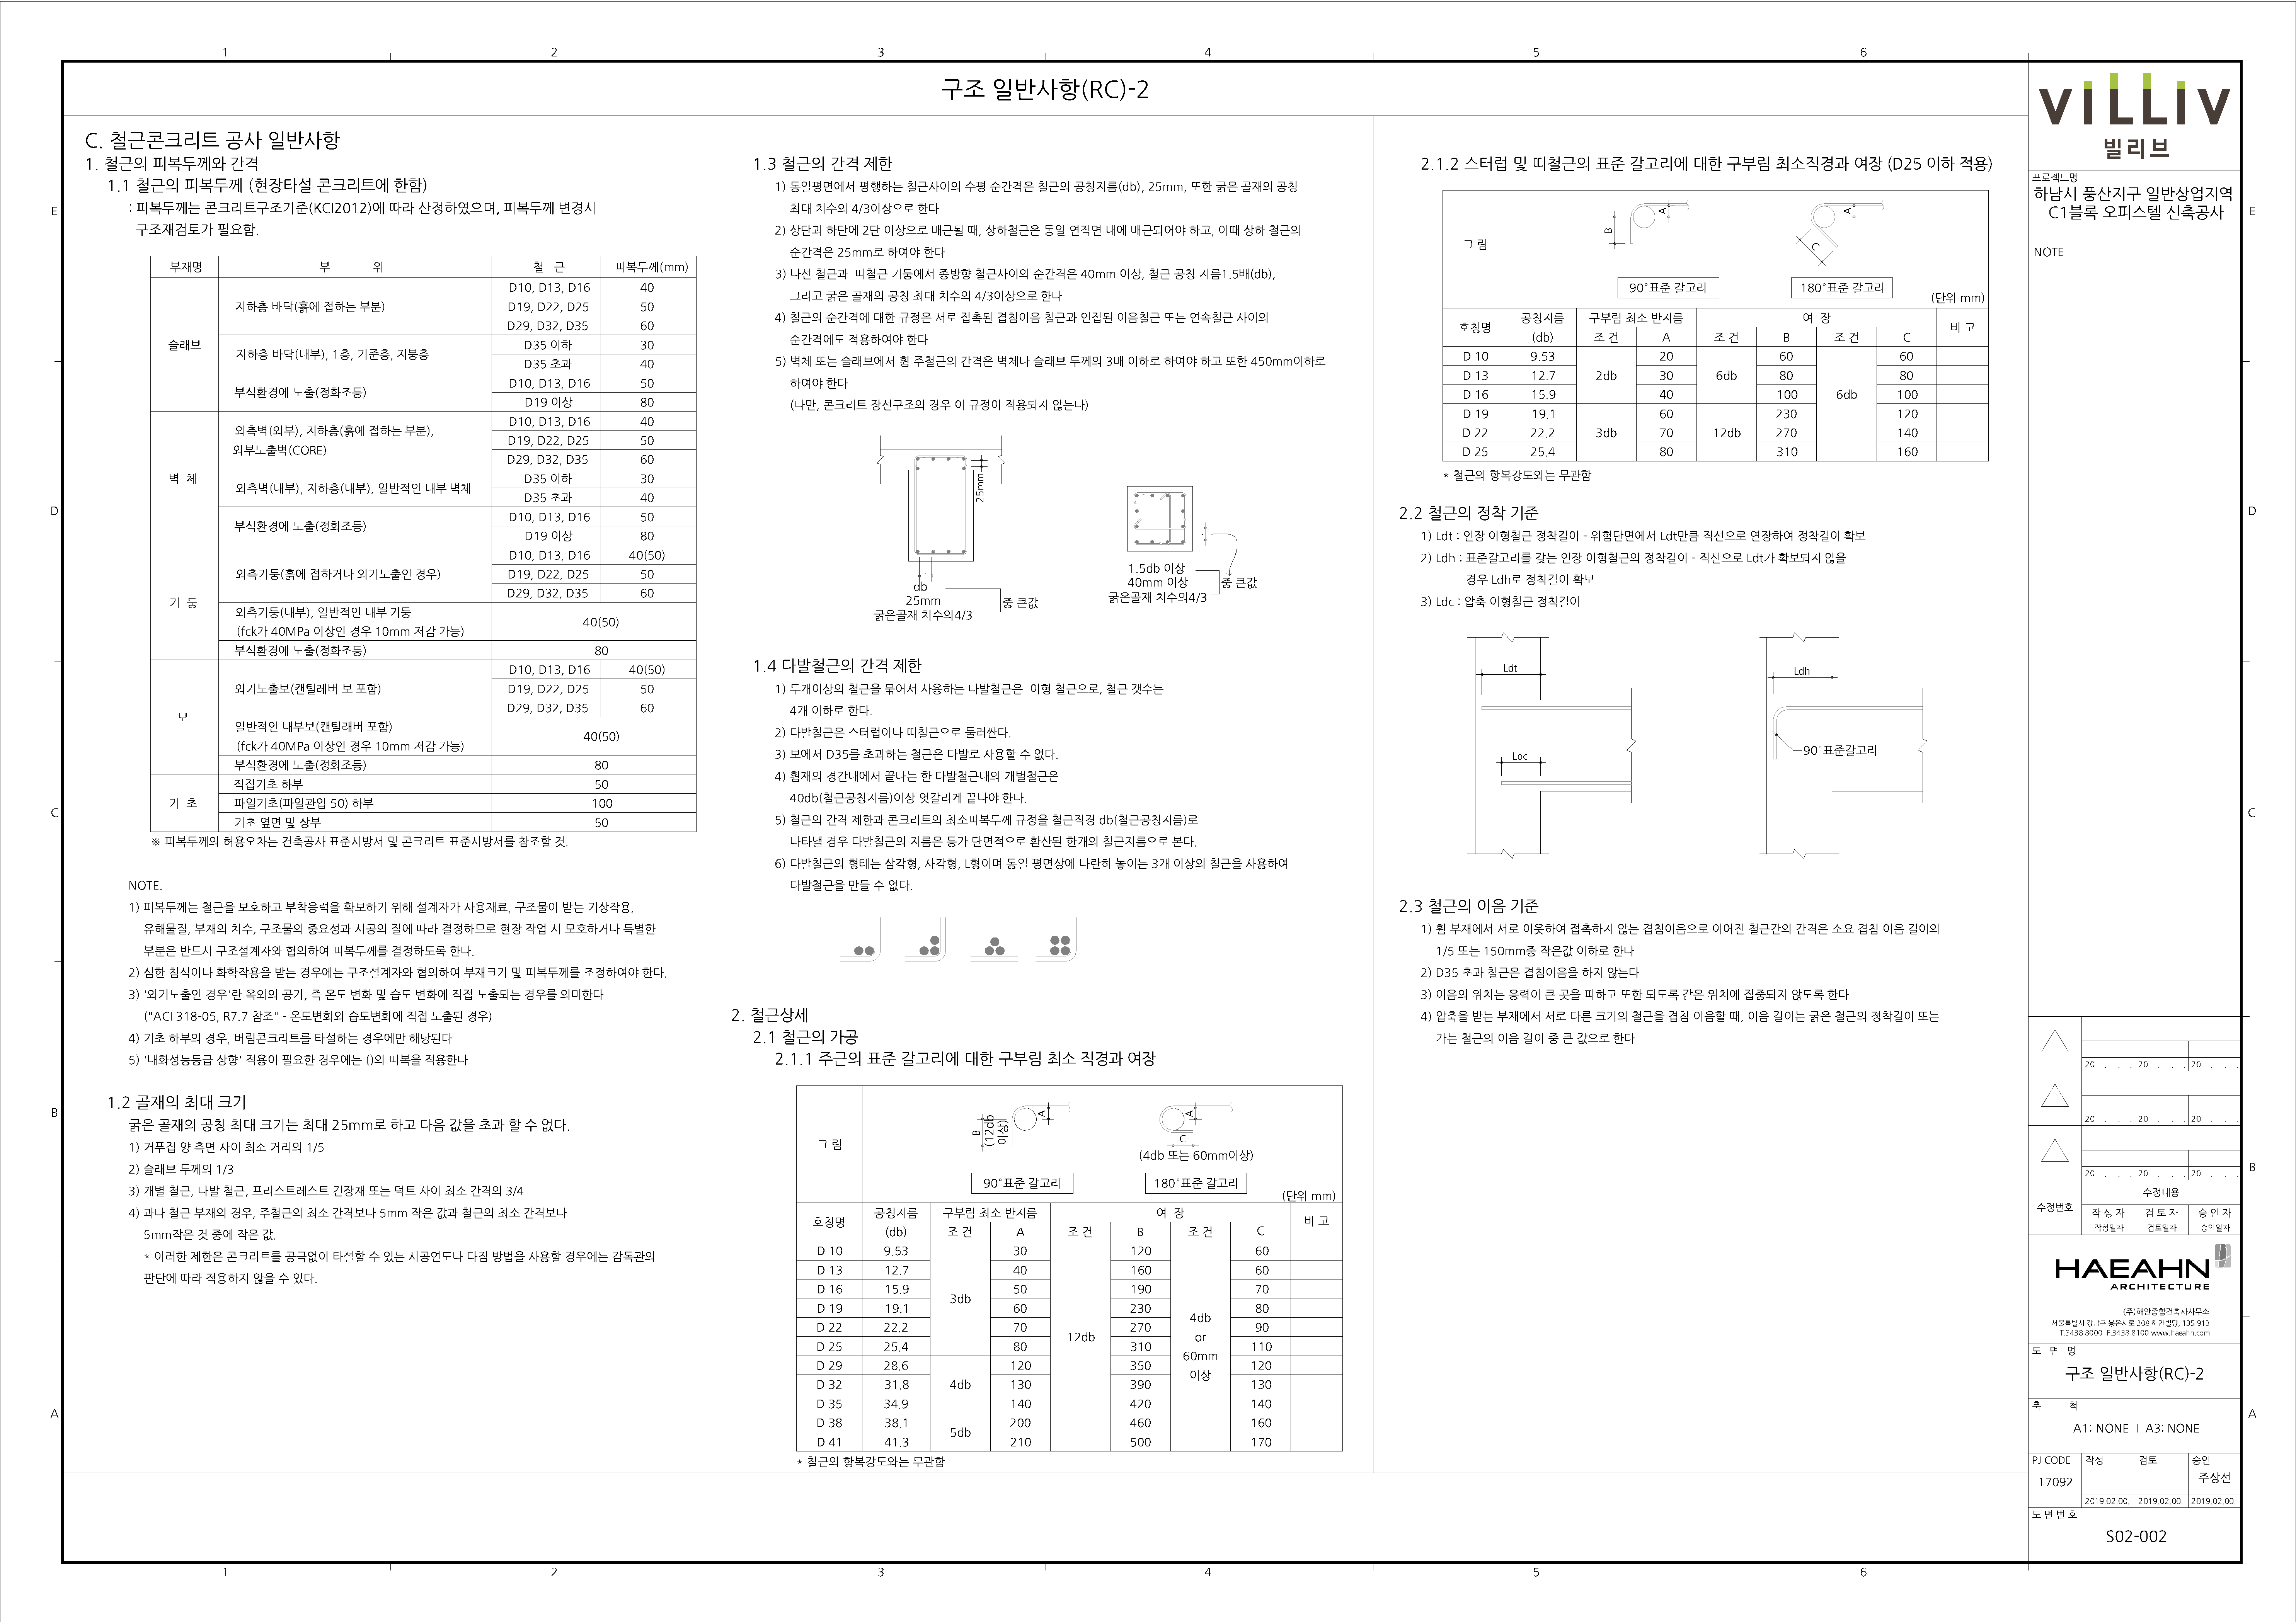 구조 일반사항(RC)-2
C. 철근콘크리트 공사 일반사항
1. 철근의 피복두께와 간격
1.1 철근의 피복두께 (현장타설 콘크리트에 한함)
: 피복두께는 콘크리트구조기준(KCI2012)에 따라 산정하였으며, 피복두께 변경시
구조재검토가 필요함.
부재명 부 위 철 근 피복두께(mm)
슬래브
지하층 바닥(흙에 접하는 부분)
D10, D13, D16 40
D19, D22, D25 50
D29, D32, D35 60
지하층 바닥(내부), 1층, 기준층, 지붕층
D35 이하 30
D35 초과 40
부식환경에 노출(정화조등)
D10, D13, D16 50
D19 이상 80
벽 체
외측벽(외부), 지하층(흙에 접하는 부분),
외부노출벽(CORE)
D10, D13, D16 40
D19, D22, D25 50
D29, D32, D35 60
외측벽(내부), 지하층(내부), 일반적인 내부 벽체
D35 이하 30
D35 초과 40
부식환경에 노출(정화조등)
D10, D13, D16 50
D19 이상 80
기 둥
외측기둥(흙에 접하거나 외기노출인 경우)
D10, D13, D16 40(50)
D19, D22, D25 50
D29, D32, D35 60
외측기둥(내부), 일반적인 내부 기둥
(fck가 40MPa 이상인 경우 10mm 저감 가능)
40(50)
부식환경에 노출(정화조등) 80
보
외기노출보(캔틸레버 보 포함)
D10, D13, D16 40(50)
D19, D22, D25 50
D29, D32, D35 60
일반적인 내부보(캔틸래버 포함)
(fck가 40MPa 이상인 경우 10mm 저감 가능)
40(50)
부식환경에 노출(정화조등) 80
기 초
직접기초 하부 50
파일기초(파일관입 50) 하부 100
기초 옆면 및 상부 50
※ 피복두께의 허용오차는 건축공사 표준시방서 및 콘크리트 표준시방서를 참조할 것.
NOTE.
1) 피복두께는 철근을 보호하고 부착응력을 확보하기 위해 설계자가 사용재료, 구조물이 받는 기상작용,
유해물질, 부재의 치수, 구조물의 중요성과 시공의 질에 따라 결정하므로 현장 작업 시 모호하거나 특별한
부분은 반드시 구조설계자와 협의하여 피복두께를 결정하도록 한다.
2) 심한 침식이나 화학작용을 받는 경우에는 구조설계자와 협의하여 부재크기 및 피복두께를 조정하여야 한다.
3) '외기노출인 경우'란 옥외의 공기, 즉 온도 변화 및 습도 변화에 직접 노출되는 경우를 의미한다
("ACI 318-05, R7.7 참조" - 온도변화와 습도변화에 직접 노출된 경우)
4) 기초 하부의 경우, 버림콘크리트를 타설하는 경우에만 해당된다
5) '내화성능등급 상향' 적용이 필요한 경우에는 ()의 피복을 적용한다
1.2 골재의 최대 크기
굵은 골재의 공칭 최대 크기는 최대 25mm로 하고 다음 값을 초과 할 수 없다.
1) 거푸집 양 측면 사이 최소 거리의 1/5
2) 슬래브 두께의 1/3
3) 개별 철근, 다발 철근, 프리스트레스트 긴장재 또는 덕트 사이 최소 간격의 3/4
4) 과다 철근 부재의 경우, 주철근의 최소 간격보다 5mm 작은 값과 철근의 최소 간격보다
5mm작은 것 중에 작은 값.
* 이러한 제한은 콘크리트를 공극없이 타설할 수 있는 시공연도나 다짐 방법을 사용할 경우에는 감독관의
판단에 따라 적용하지 않을 수 있다.
1.3 철근의 간격 제한
1) 동일평면에서 평행하는 철근사이의 수평 순간격은 철근의 공칭지름(db), 25mm, 또한 굵은 골재의 공칭
최대 치수의 4/3이상으로 한다
2) 상단과 하단에 2단 이상으로 배근될 때, 상하철근은 동일 연직면 내에 배근되어야 하고, 이때 상하 철근의
순간격은 25mm로 하여야 한다
3) 나선 철근과 띠철근 기둥에서 종방향 철근사이의 순간격은 40mm 이상, 철근 공칭 지름1.5배(db),
그리고 굵은 골재의 공칭 최대 치수의 4/3이상으로 한다
4) 철근의 순간격에 대한 규정은 서로 접촉된 겹침이음 철근과 인접된 이음철근 또는 연속철근 사이의
순간격에도 적용하여야 한다
5) 벽체 또는 슬래브에서 휨 주철근의 간격은 벽체나 슬래브 두께의 3배 이하로 하여야 하고 또한 450mm이하로
하여야 한다
(다만, 콘크리트 장선구조의 경우 이 규정이 적용되지 않는다)
25mm
db
25mm
굵은골재 치수의4/3
중 큰값
1.5db 이상
40mm 이상
굵은골재 치수의4/3
중 큰값
1.4 다발철근의 간격 제한
1) 두개이상의 철근을 묶어서 사용하는 다발철근은 이형 철근으로, 철근 갯수는
4개 이하로 한다.
2) 다발철근은 스터럽이나 띠철근으로 둘러싼다.
3) 보에서 D35를 초과하는 철근은 다발로 사용할 수 없다.
4) 휨재의 경간내에서 끝나는 한 다발철근내의 개별철근은
40db(철근공칭지름)이상 엇갈리게 끝나야 한다.
5) 철근의 간격 제한과 콘크리트의 최소피복두께 규정을 철근직경 db(철근공칭지름)로
나타낼 경우 다발철근의 지름은 등가 단면적으로 환산된 한개의 철근지름으로 본다.
6) 다발철근의 형태는 삼각형, 사각형, L형이며 동일 평면상에 나란히 놓이는 3개 이상의 철근을 사용하여
다발철근을 만들 수 없다.
2. 철근상세
2.1 철근의 가공
2.1.1 주근의 표준 갈고리에 대한 구부림 최소 직경과 여장
그 림
B
(12db
이상)
A
90°표준 갈고리
A
C
(4db 또는 60mm이상)
180°표준 갈고리
(단위 mm)
호칭명 공칭지름 (db) 구부림 최소 반지름 여 장 비 고
조 건 A 조 건 B 조 건 C
D 10 9.53 30 120 60
D 13 12.7 40 160 60
D 16 15.9 50 190 70
3db
D 19 19.1 60 230 80
4db
D 22 22.2 70 270 90
12db or
D 25 25.4 80 310 110
60mm
D 29 28.6 120 350 120
이상
D 32 31.8 4db 130 390 130
D 35 34.9 140 420 140
D 38 38.1 200 460 160
5db
D 41 41.3 210 500 170
* 철근의 항복강도와는 무관함
2.1.2 스터럽 및 띠철근의 표준 갈고리에 대한 구부림 최소직경과 여장 (D25 이하 적용)
그 림
B
A
90°표준 갈고리
A
C
180°표준 갈고리
(단위 mm)
호칭명 공칭지름 (db) 구부림 최소 반지름 여 장 비 고
조 건 A 조 건 B 조 건 C
D 10 9.53 20 60 60
D 13 12.7 2db 30 6db 80 80
D 16 15.9 40 100 6db 100
D 19 19.1 60 230 120
D 22 22.2 3db 70 12db 270 140
D 25 25.4 80 310 160
* 철근의 항복강도와는 무관함
2.2 철근의 정착 기준
1) Ldt : 인장 이형철근 정착길이 - 위험단면에서 Ldt만큼 직선으로 연장하여 정착길이 확보
2) Ldh : 표준갈고리를 갖는 인장 이형철근의 정착길이 - 직선으로 Ldt가 확보되지 않을
경우 Ldh로 정착길이 확보
3) Ldc : 압축 이형철근 정착길이
Ldt
Ldc
Ldh
90°표준갈고리
2.3 철근의 이음 기준
1) 휨 부재에서 서로 이웃하여 접촉하지 않는 겹침이음으로 이어진 철근간의 간격은 소요 겹침 이음 길이의
1/5 또는 150mm중 작은값 이하로 한다
2) D35 초과 철근은 겹침이음을 하지 않는다
3) 이음의 위치는 응력이 큰 곳을 피하고 또한 되도록 같은 위치에 집중되지 않도록 한다
4) 압축을 받는 부재에서 서로 다른 크기의 철근을 겹침 이음할 때, 이음 길이는 굵은 철근의 정착길이 또는
가는 철근의 이음 길이 중 큰 값으로 한다
VILLIV
빌리브
프로젝트명
하남시 풍산지구 일반상업지역
C1블록 오피스텔 신축공사
NOTE
20 . . . 20 . . . 20 . . .
20 . . . 20 . . . 20 . . .
20 . . . 20 . . . 20 . . .
수정번호 수정내용
작 성 자 검 토 자 승 인 자
작성일자 검토일자 승인일자
HAEAHN
ARCHITECTURE
(주)해안종합건축사사무소
서울특별시 강남구 봉은사로 208 해안빌딩, 135-913
T.3438 8000 F.3438 8100 www.haeahn.com
도 면 명
구조 일반사항(RC)-2
축 척
A1: NONE I A3: NONE
PJ CODE 작성 검토 승인
17092 주상선
2019.02.00. 2019.02.00. 2019.02.00.
도 면 번 호
S02-002
1 2 3 4 5 6
E
D
C
B
A
1 2 3 4 5 6
E
D
C
B
A